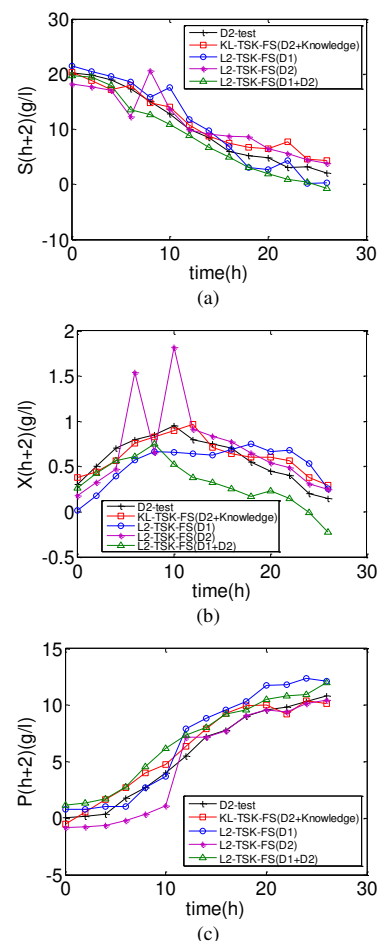 30
20
10
0
-10
S(h+2)(g/l)
D2-test
KL-TSK-FS(D2+Knowledge)
L2-TSK-FS(D1)
L2-TSK-FS(D2)
L2-TSK-FS(D1+D2)
0 10 20 30
time(h)
(a)
2
1.5
1
0.5
0
-0.5
X(h+2)(g/l)
D2-test
KL-TSK-FS(D2+Knowledge)
L2-TSK-FS(D1)
L2-TSK-FS(D2)
L2-TSK-FS(D1+D2)
0 10 20 30
time(h)
(b)
15
10
5
0
-5
P(h+2)(g/l)
D2-test
KL-TSK-FS(D2+Knowledge)
L2-TSK-FS(D1)
L2-TSK-FS(D2)
L2-TSK-FS(D1+D2)
0 10 20 30
time(h)
(c)